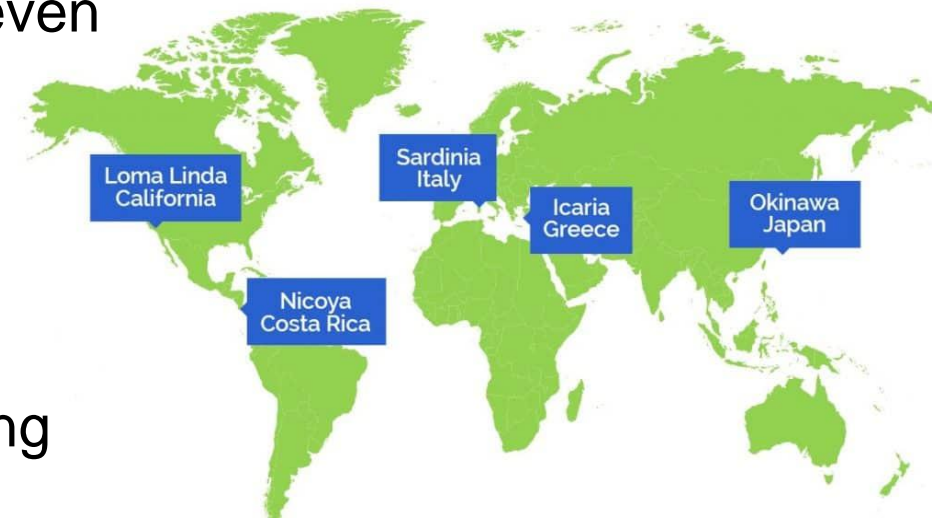 even
Loma Linda
California
Sardinia
Italy
Icaria
Greece
Okinawa
Japan
Nicoya
Costa Rica
ng